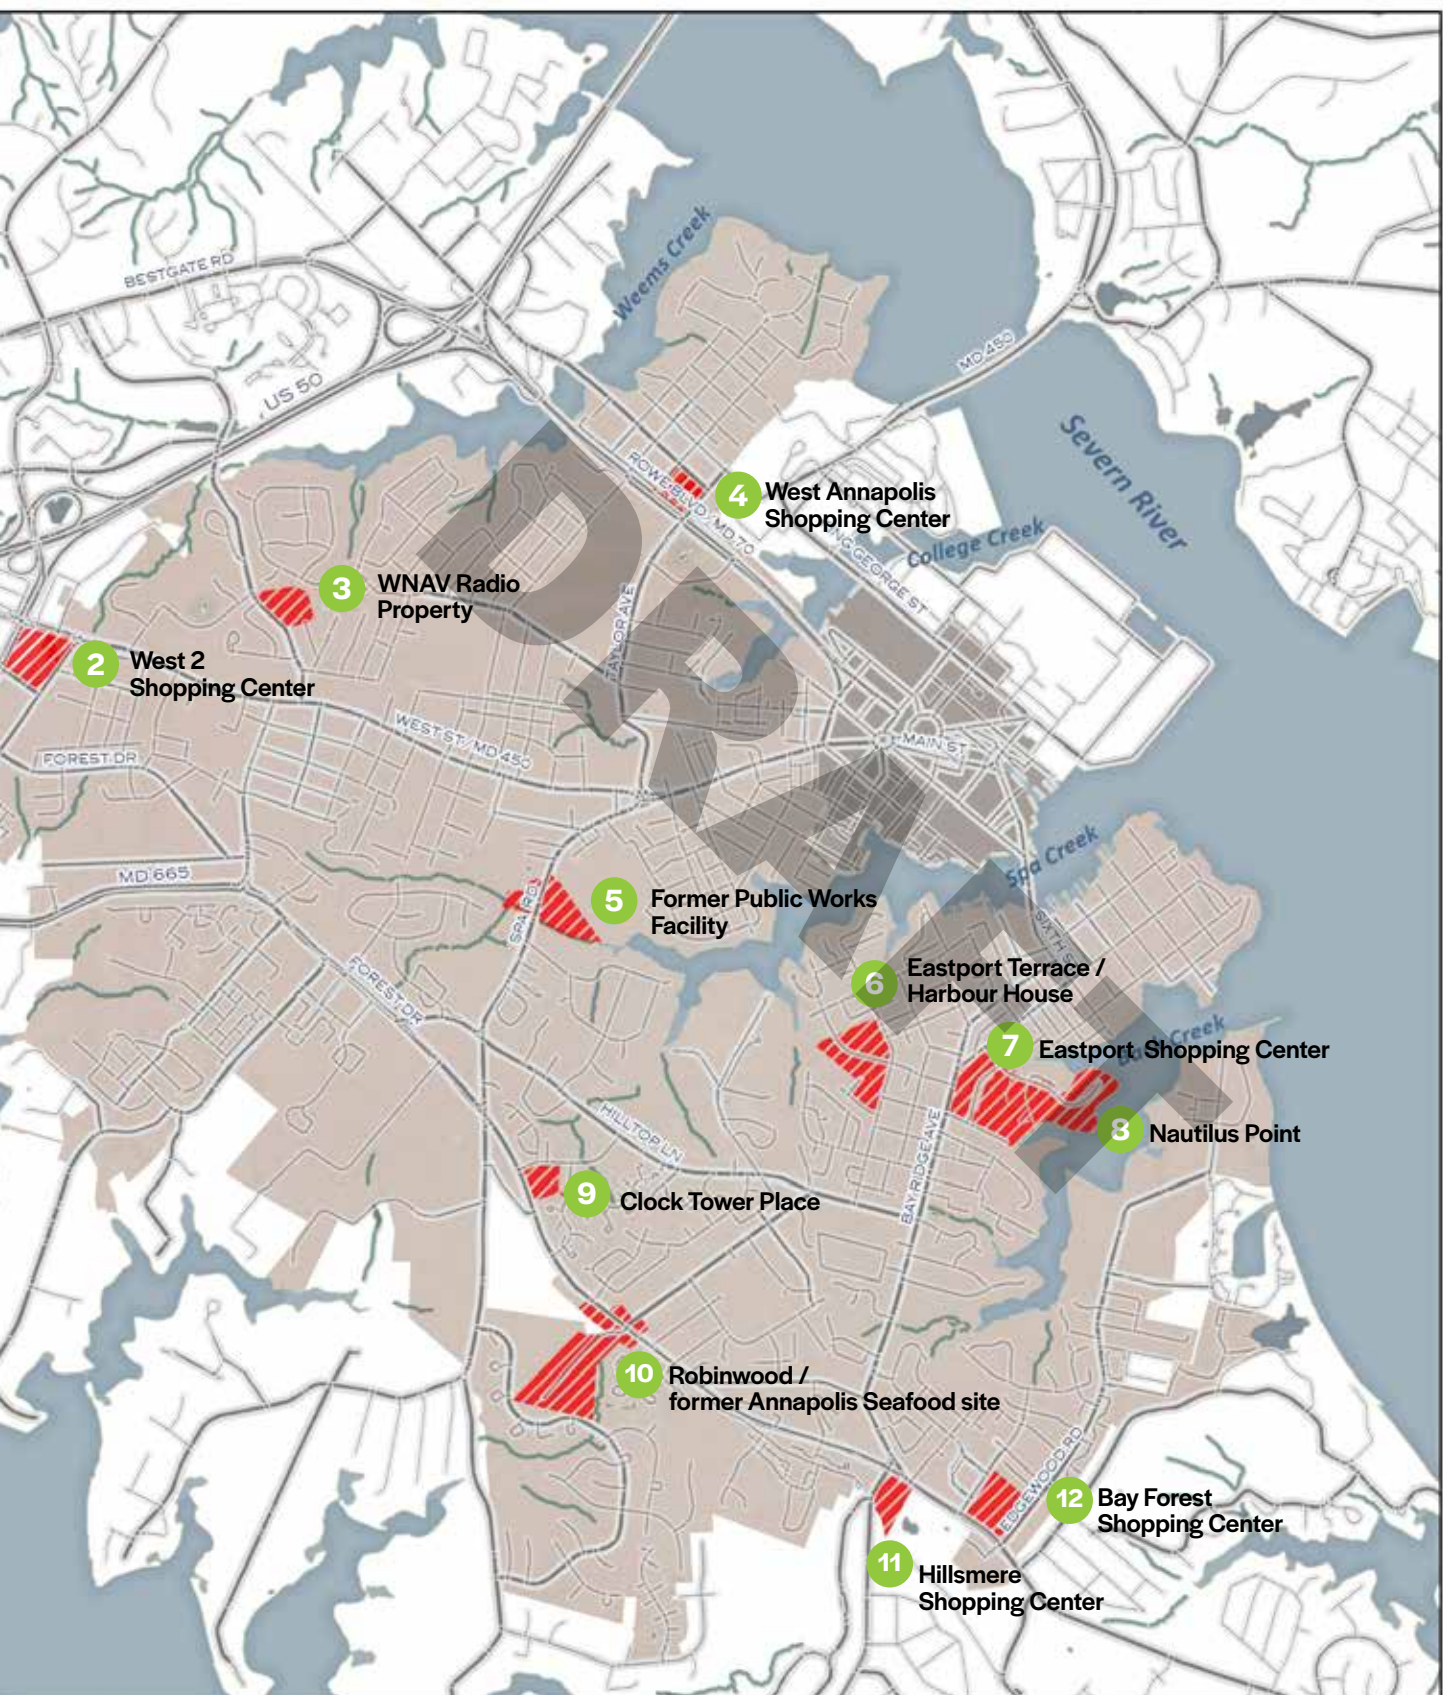 Weems Creek
BESTGATE RD
MD 450
US 50
Severn River
ROWE BLVD / MD 70
4
West Annapolis
Shopping Center
College Creek
NG GEORGE ST
3
WNAV Radio
Property
TAYLOR AVE
2
West 2
Shopping Center
WEST ST / MD 450
MAIN ST
FOREST DR
DRAFT
Spa Creek
MD 665
5
Former Public Works
Facility
SPA RD
SIXTH ST
FOREST DR
6
Eastport Terrace /
Harbour House
7
Eastport Shopping Center
Creek
HILLTOP LN
8
Nautilus Point
BAY RIDGE AVE
9
Clock Tower Place
10
Robinwood /
former Annapolis Seafood site
EDGEWOOD RD
12
Bay Forest
Shopping Center
11
Hillsmere
Shopping Center